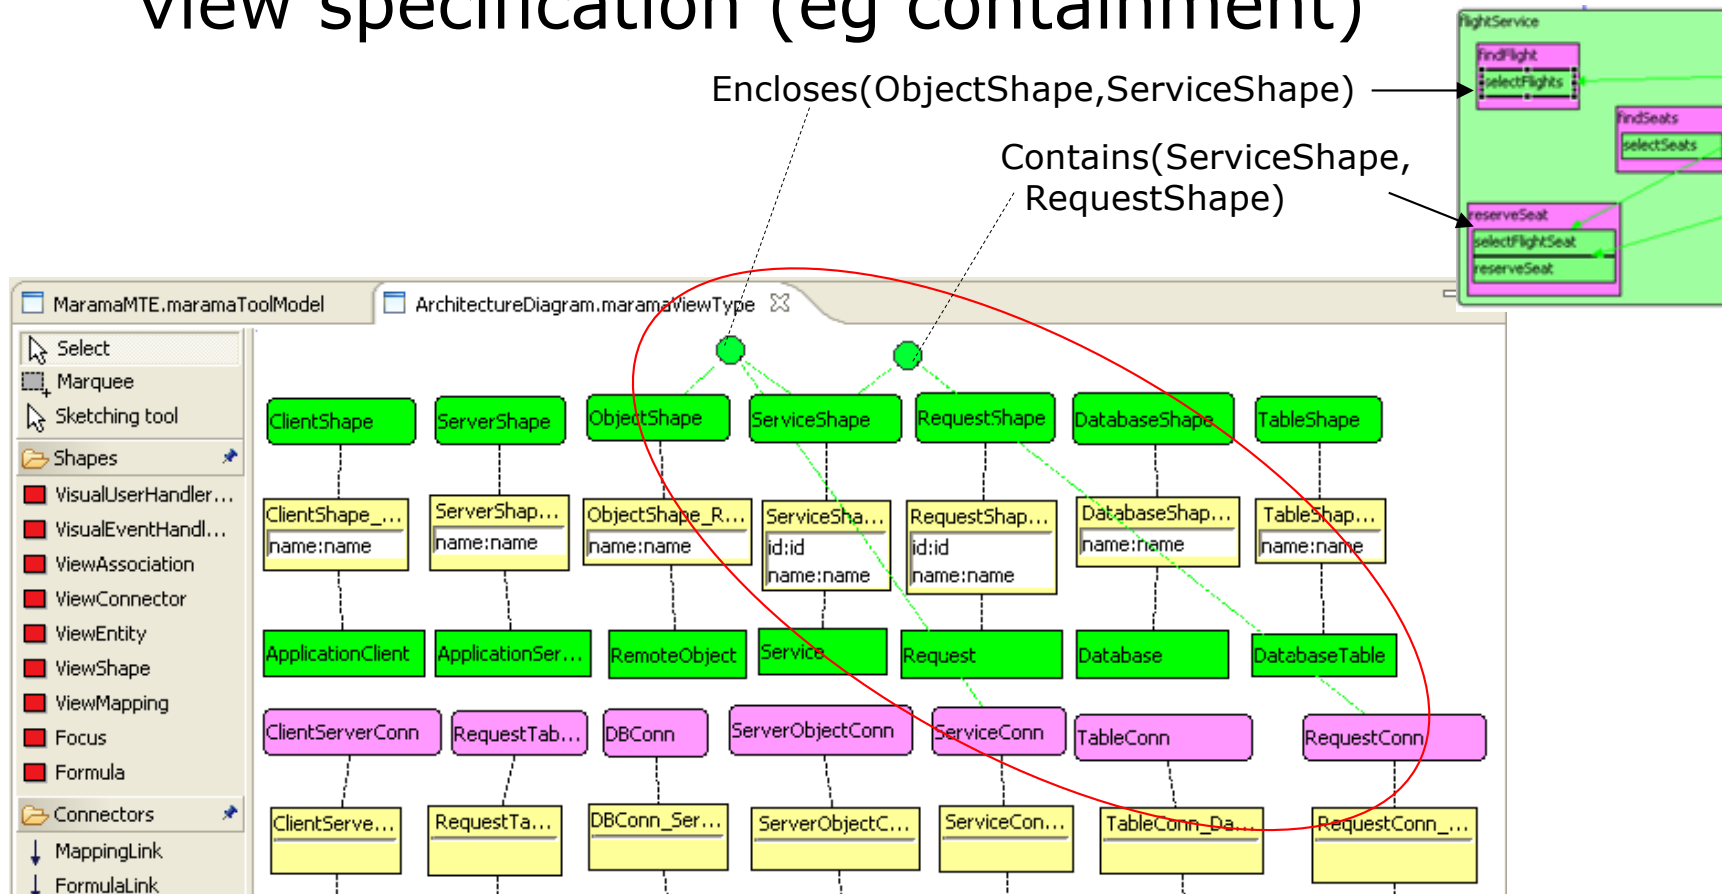 view specification (eg containment)
flightService
findFlight
selectFlights
Encloses(ObjectShape,ServiceShape)
findSeats
selectSeats
Contains(ServiceShape,
RequestShape)
reserveSeat
selectFlightSeat
reserveSeat
MaramaMTE.maramaToolModel
ArchitectureDiagram.maramaViewType
Select
Marquee
Sketching tool
Shapes
VisualUserHandler...
VisualEventHandl...
ViewAssociation
ViewConnector
ViewEntity
ViewShape
ViewMapping
Focus
Formula
Connectors
MappingLink
FormulaLink
ClientShape
ServerShape
ObjectShape
ServiceShape
RequestShape
DatabaseShape
TableShape
ClientShape_...
name:name
ServerShap...
name:name
ObjectShape_R...
name:name
ServiceSha...
id:id
name:name
RequestShap...
id:id
name:name
DatabaseShap...
name:name
TableShap...
name:name
ApplicationClient
ApplicationSer...
RemoteObject
Service
Request
Database
DatabaseTable
ClientServerConn
RequestTab...
DBConn
ServerObjectConn
ServiceConn
TableConn
RequestConn
ClientServe...
RequestTa...
DBConn_Ser...
ServerObjectC...
ServiceCon...
TableConn_Da...
RequestConn_...